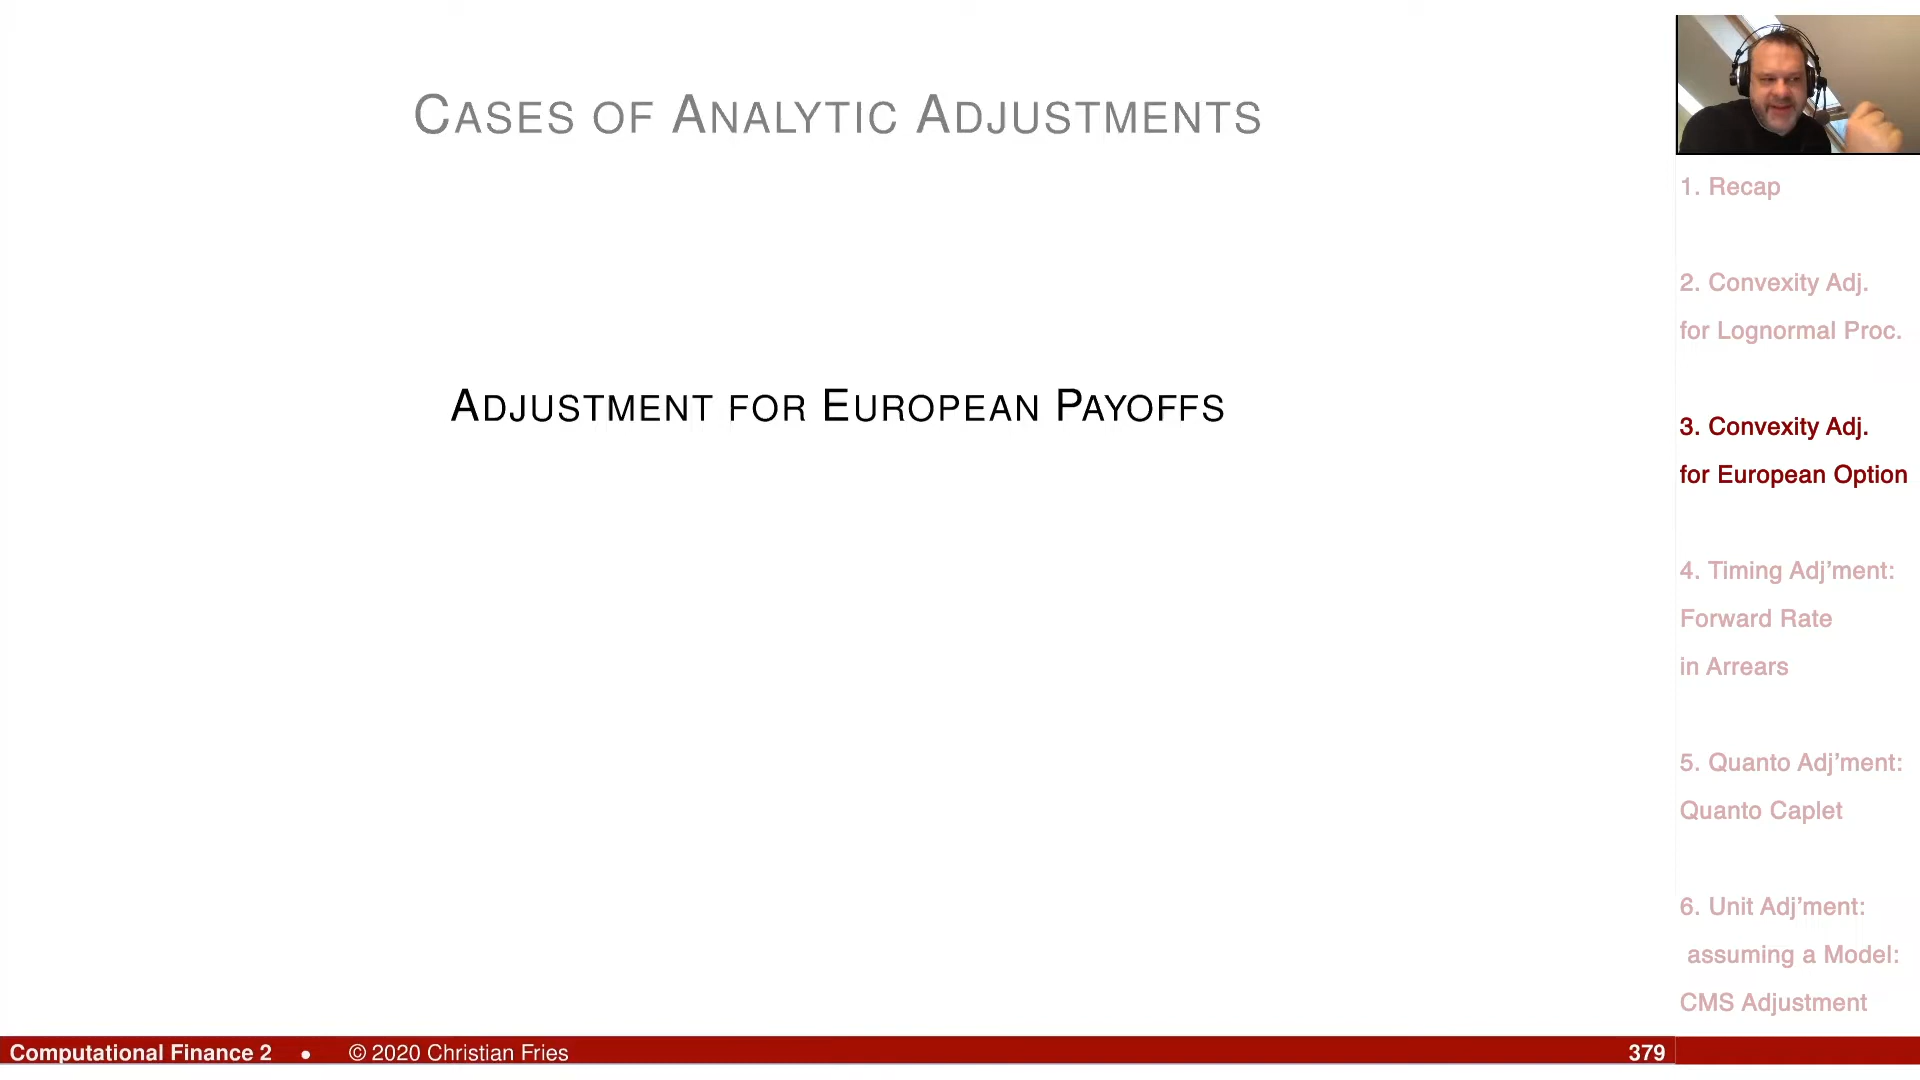 CASES OF ANALYTIC ADJUSTMENTS
ADJUSTMENT FOR EUROPEAN PAYOFFS
1. Recap
2. Convexity Adj.
for Lognormal Proc.
3. Convexity Adj.
for European Option
4. Timing Adj’ment:
Forward Rate
in Arrears
5. Quanto Adj’ment:
Quanto Caplet
6. Unit Adj’ment:
assuming a Model:
CMS Adjustment
Computational Finance 2 • © 2020 Christian Fries 379